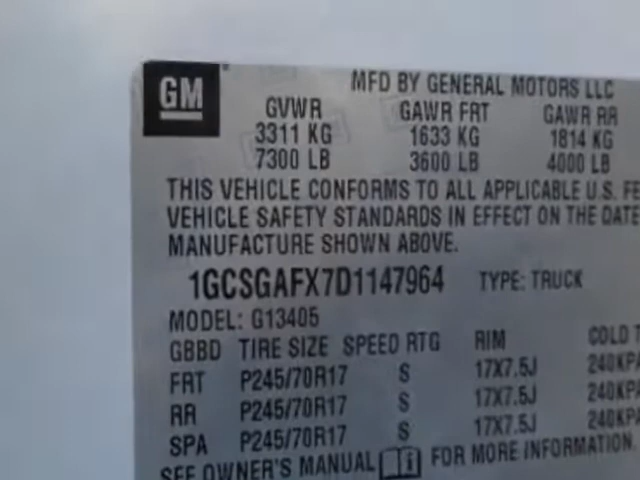 GM
MFD BY GENERAL MOTORS LLC
GVWR GAWR FRT GAWR RR
3311 KG 1633 KG 1814 KG
7300 LB 3600 LB 4000 LB
THIS VEHICLE CONFORMS TO ALL APPLICABLE U.S. FE
VEHICLE SAFETY STANDARDS IN EFFECT ON THE DATE
MANUFACTURE SHOWN ABOVE.
1GCSGAFX7D1147964 TYPE: TRUCK
MODEL: G13405
GBBD TIRE SIZE SPEED RTG RIM COLD T
FRT P245/70R17 S 17X7.5J 240KPA
RR P245/70R17 S 17X7.5J 240KPA
SPA P245/70R17 S 17X7.5J 240KPA
SEE OWNER'S MANUAL FOR MORE INFORMATION.